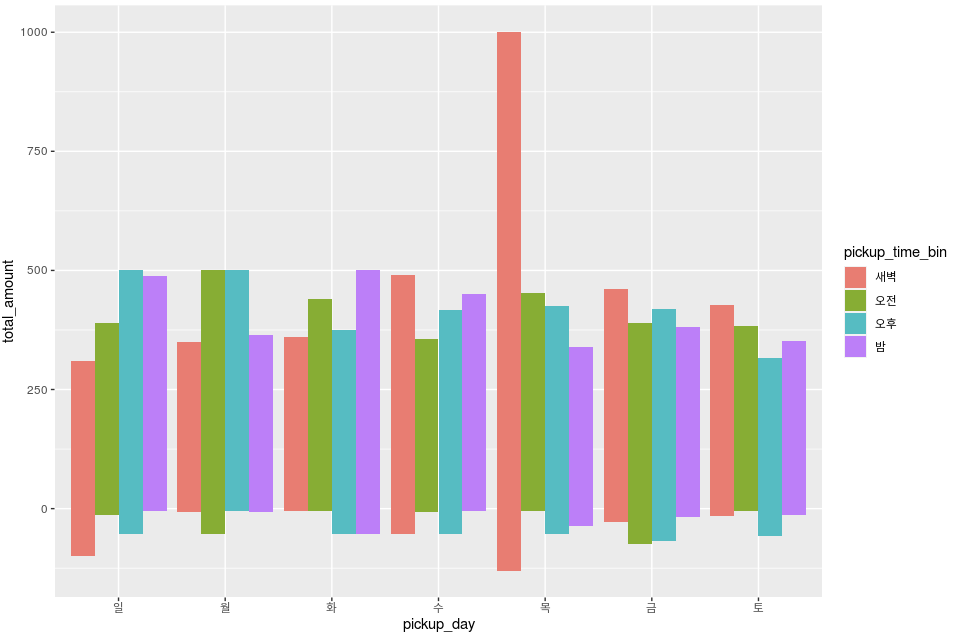 1000
750
500
250
0
total_amount
일 월 화 수 목 금 토
pickup_day
pickup_time_bin
새벽
오전
오후
밤